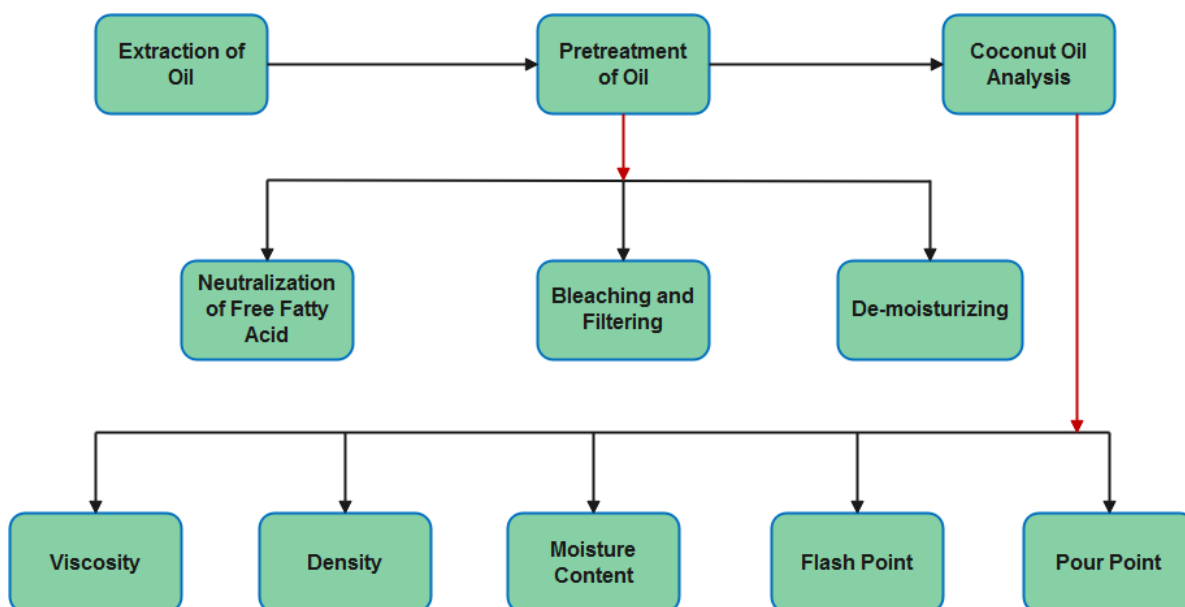 Extraction of
Oil
Pretreatment
of Oil
Coconut Oil
Analysis
Neutralization
of Free Fatty
Acid
Bleaching and
Filtering
De-moisturizing
Viscosity
Density
Moisture
Content
Flash Point
Pour Point